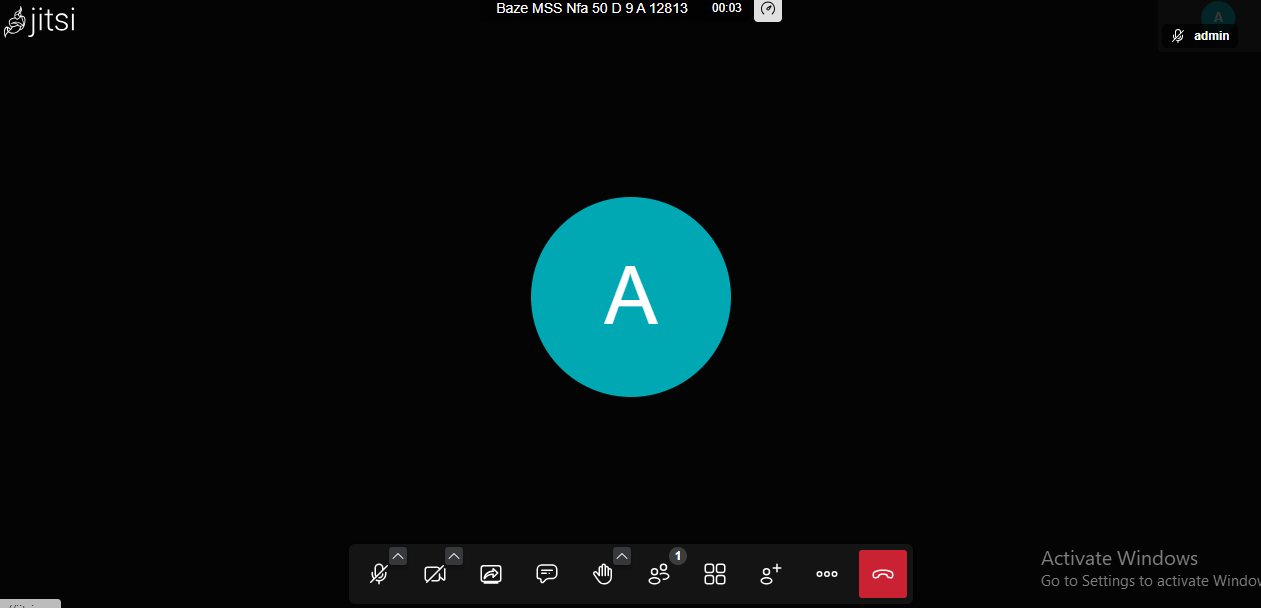 jitsi
Baze MSS Nfa 50 D 9 A 12813 00:03
A
admin
A
1
Activate Windows
Go to Settings to activate Window